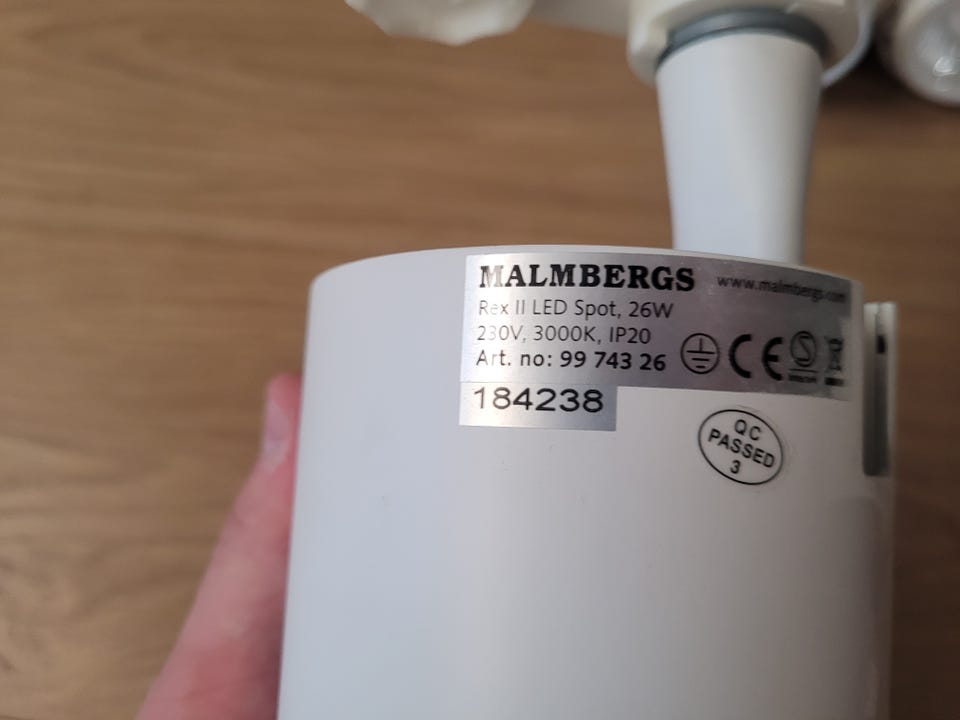 MALMBERGS www.malmbergs.com
Rex II LED Spot, 26W
230V, 3000K, IP20
Art. no: 99 743 26 CE S
184238
QC
PASSED
3